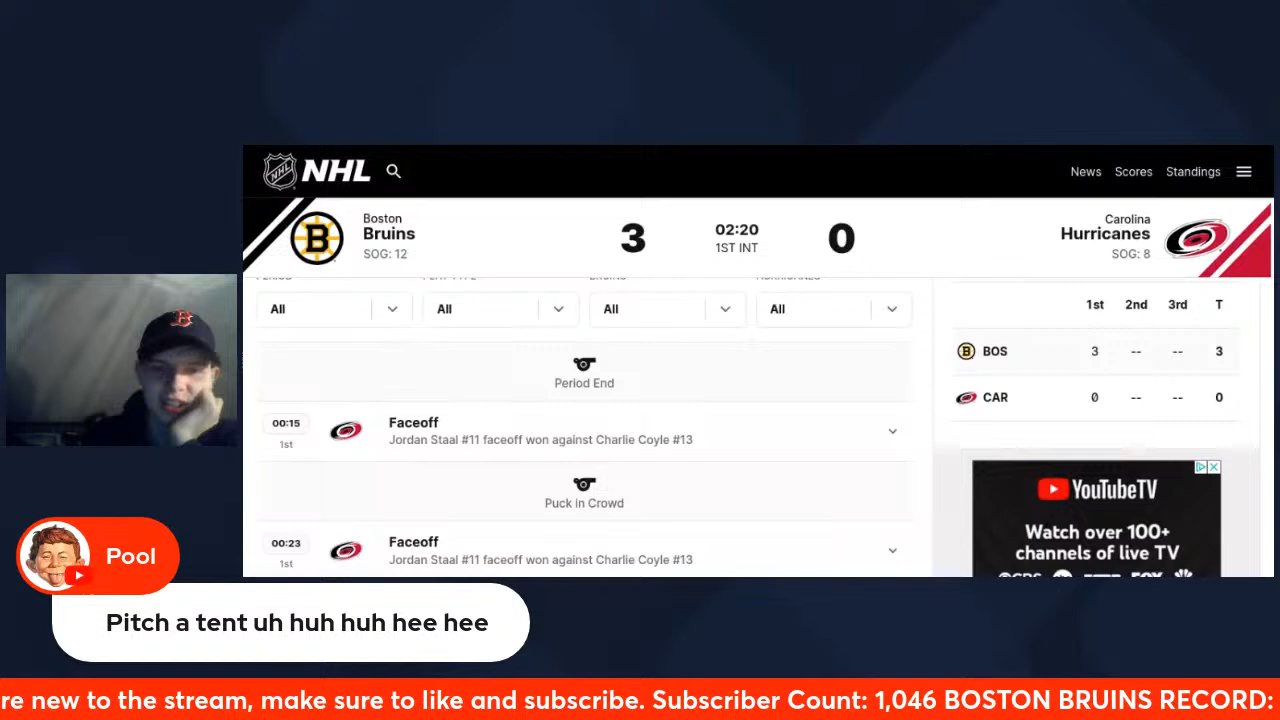 NHL NHL
News Scores Standings
Boston
Bruins
SOG: 12
3
02:20
1ST INT
0
Carolina
Hurricanes
SOG: 8
All All All All
Period End
00:15
1st
Faceoff
Jordan Staal #11 faceoff won against Charlie Coyle #13
Puck in Crowd
00:23
1st
Faceoff
Jordan Staal #11 faceoff won against Charlie Coyle #13
1st 2nd 3rd T
B BOS 3 -- -- 3
CAR 0 -- -- 0
YouTubeTV
Watch over 100+
channels of live TV
B
Pool
Pitch a tent uh huh huh hee hee
re new to the stream, make sure to like and subscribe. Subscriber Count: 1,046 BOSTON BRUINS RECORD: